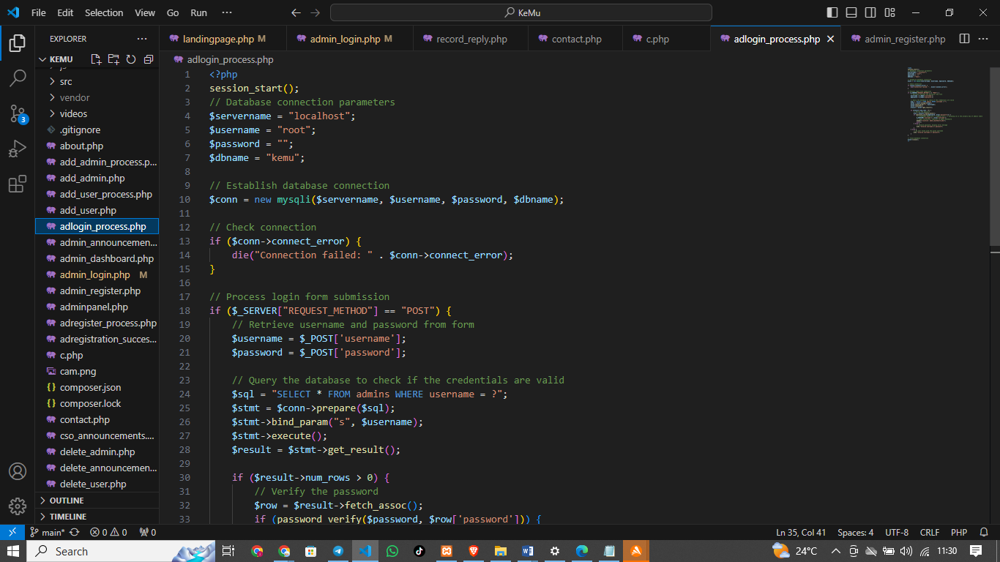 File Edit Selection View Go Run ··· KeMu
EXPLORER ···
KEMU
src
vendor
videos
.gitignore
about.php
add_admin_process.p...
add_admin.php
add_user_process.php
add_user.php
adlogin_process.php
admin_announcemen...
admin_dashboard.php
admin_login.php M
admin_register.php
adminpanel.php
adregister_process.php
adregistration_succes...
c.php
cam.png
{} composer.json
{} composer.lock
contact.php
cso_announcements....
delete_admin.php
delete_announcemen...
delete_user.php
OUTLINE
TIMELINE
3
landingpage.php M admin_login.php M record_reply.php contact.php c.php adlogin_process.php admin_register.php ···
adlogin_process.php
1 <?php
2 session_start();
3 // Database connection parameters
4 $servername = "localhost";
5 $username = "root";
6 $password = "";
7 $dbname = "kemu";
8
9 // Establish database connection
10 $conn = new mysqli($servername, $username, $password, $dbname);
11
12 // Check connection
13 if ($conn->connect_error) {
14 die("Connection failed: " . $conn->connect_error);
15 }
16
17 // Process login form submission
18 if ($_SERVER["REQUEST_METHOD"] == "POST") {
19 // Retrieve username and password from form
20 $username = $_POST['username'];
21 $password = $_POST['password'];
22
23 // Query the database to check if the credentials are valid
24 $sql = "SELECT * FROM admins WHERE username = ?";
25 $stmt = $conn->prepare($sql);
26 $stmt->bind_param("s", $username);
27 $stmt->execute();
28 $result = $stmt->get_result();
29
30 if ($result->num_rows > 0) {
31 // Verify the password
32 $row = $result->fetch_assoc();
33 if (password_verify($password, $row['password'])) {
main* 0 0 0 Ln 35, Col 41 Spaces: 4 UTF-8 CRLF PHP
Search 24°C 11:30